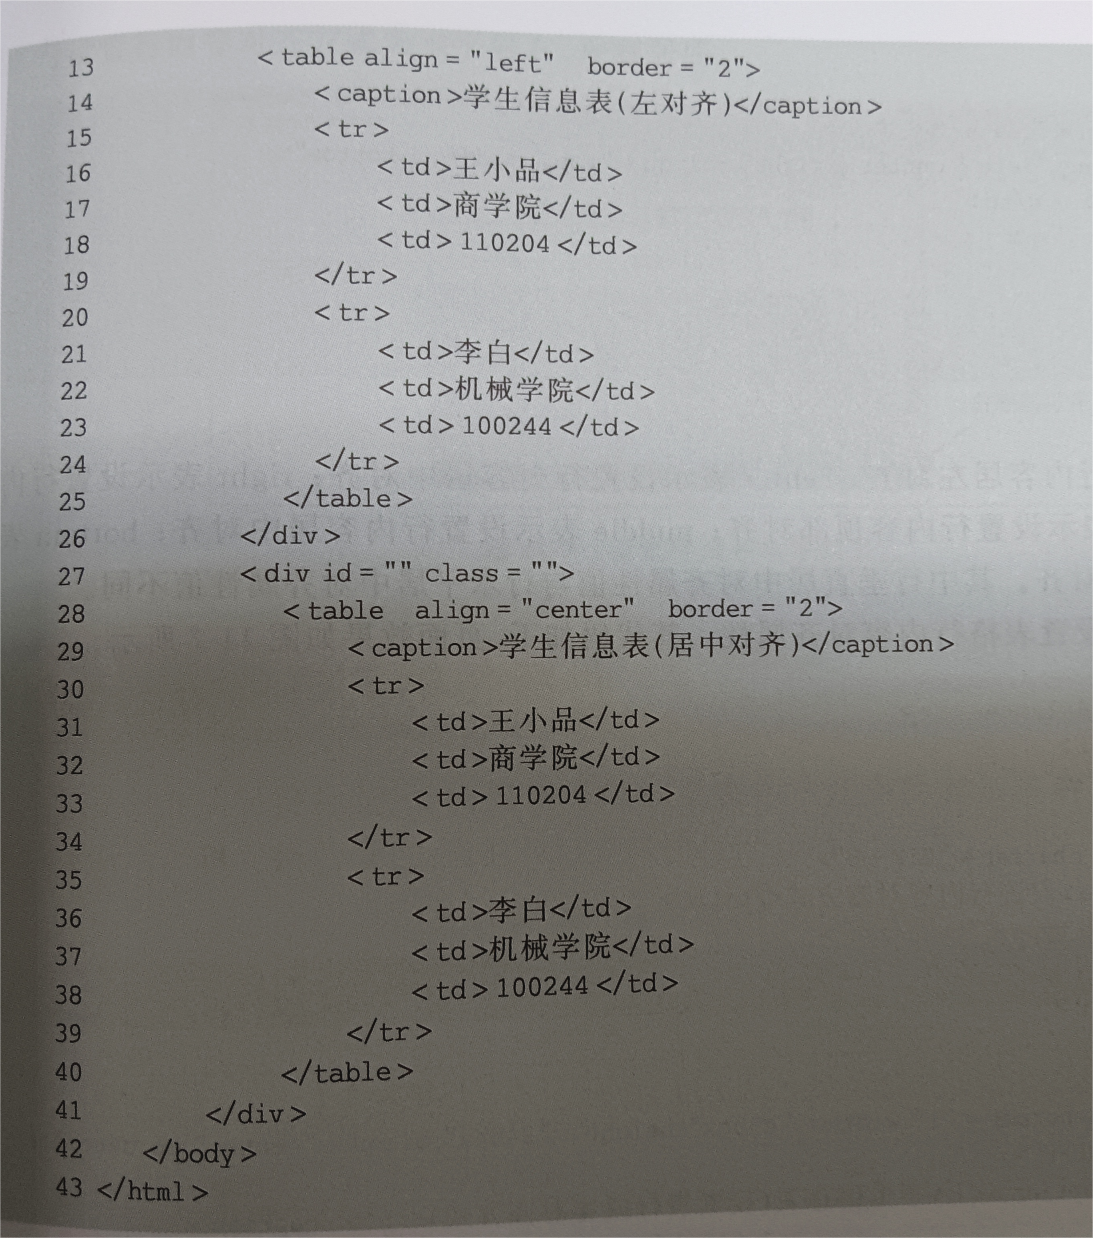 13 <table align="left" border="2">
14 <caption>学生信息表(左对齐)</caption>
15 <tr>
16 <td>王小品</td>
17 <td>商学院</td>
18 <td>110204</td>
19 </tr>
20 <tr>
21 <td>李白</td>
22 <td>机械学院</td>
23 <td>100244</td>
24 </tr>
25 </table>
26 </div>
27 <div id="" class="">
28 <table align="center" border="2">
29 <caption>学生信息表(居中对齐)</caption>
30 <tr>
31 <td>王小品</td>
32 <td>商学院</td>
33 <td>110204</td>
34 </tr>
35 <tr>
36 <td>李白</td>
37 <td>机械学院</td>
38 <td>100244</td>
39 </tr>
40 </table>
41 </div>
42 </body>
43 </html>